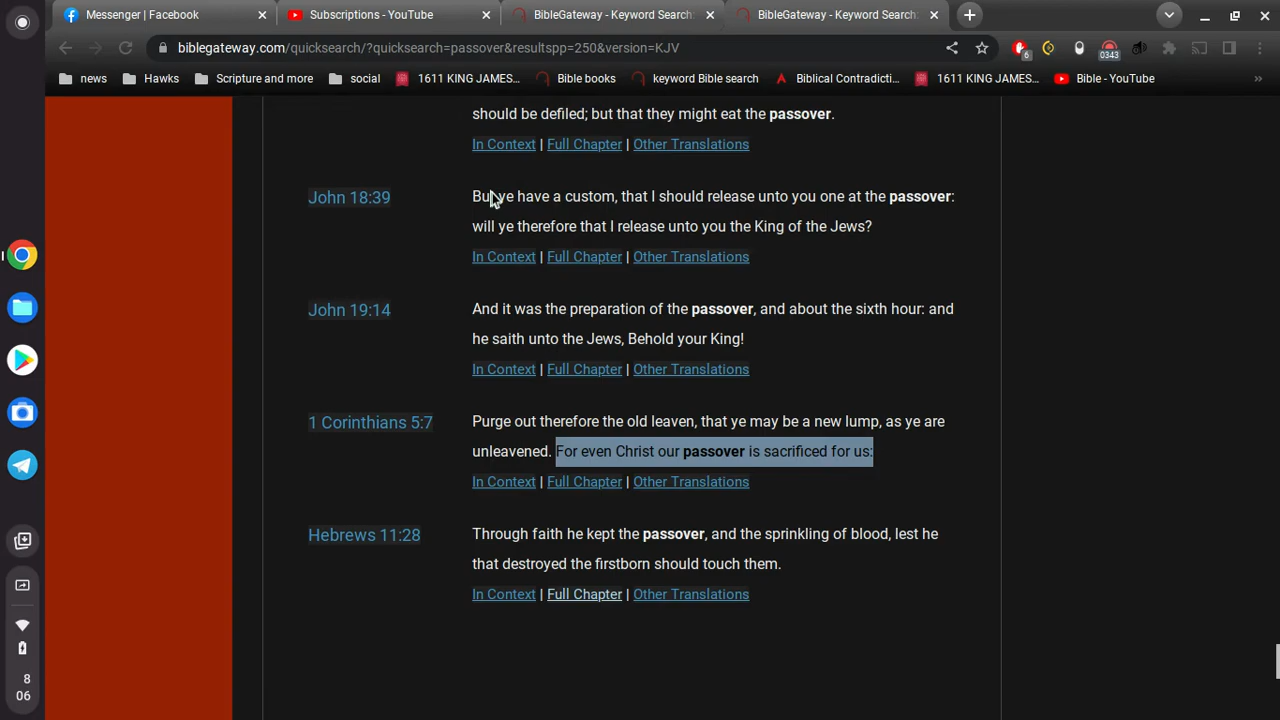 Messenger | Facebook
Subscriptions - YouTube
BibleGateway - Keyword Search:
BibleGateway - Keyword Search:
biblegateway.com/quicksearch/?quicksearch=passover&resultspp=250&version=KJV
6
0343
news
Hawks
Scripture and more
social
1611 KING JAMES...
Bible books
keyword Bible search
Biblical Contradicti...
1611 KING JAMES...
Bible - YouTube
»
should be defiled; but that they might eat the passover.
In Context | Full Chapter | Other Translations
John 18:39
But ye have a custom, that I should release unto you one at the passover:
will ye therefore that I release unto you the King of the Jews?
In Context | Full Chapter | Other Translations
John 19:14
And it was the preparation of the passover, and about the sixth hour: and
he saith unto the Jews, Behold your King!
In Context | Full Chapter | Other Translations
1 Corinthians 5:7
Purge out therefore the old leaven, that ye may be a new lump, as ye are
unleavened. For even Christ our passover is sacrificed for us:
In Context | Full Chapter | Other Translations
Hebrews 11:28
Through faith he kept the passover, and the sprinkling of blood, lest he
that destroyed the firstborn should touch them.
In Context | Full Chapter | Other Translations
8
06